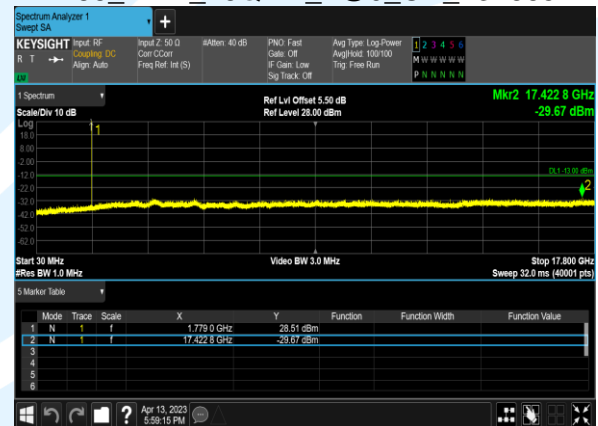 Spectrum Analyzer 1
Swept SA
KEYSIGHT
R T
LXI
Input: RF
Coupling: DC
Align: Auto
Input Z: 50 Ω
Corr CCorr
Freq Ref: Int (S)
#Atten: 40 dB
PNO: Fast
Gate: Off
IF Gain: Low
Sig Track: Off
Avg Type: Log-Power
Avg|Hold: 100/100
Trig: Free Run
1 2 3 4 5 6
M W W W W W
P N N N N N
1 Spectrum
Scale/Div 10 dB
Ref Lvl Offset 5.50 dB
Ref Level 28.00 dBm
Mkr2 17.422 8 GHz
-29.67 dBm
Log
1
18.0
8.00
-2.00
-12.0
DL1 -13.00 dBm
-22.0
2
-32.0
-42.0
-52.0
-62.0
Start 30 MHz
Video BW 3.0 MHz
Stop 17.800 GHz
#Res BW 1.0 MHz
Sweep 32.0 ms (40001 pts)
5 Marker Table
Mode Trace Scale X Y Function Function Width Function Value
1 N 1 f 1.779 0 GHz 28.51 dBm
2 N 1 f 17.422 8 GHz -29.67 dBm
3
4
5
6
?
Apr 13, 2023
5:59:15 PM